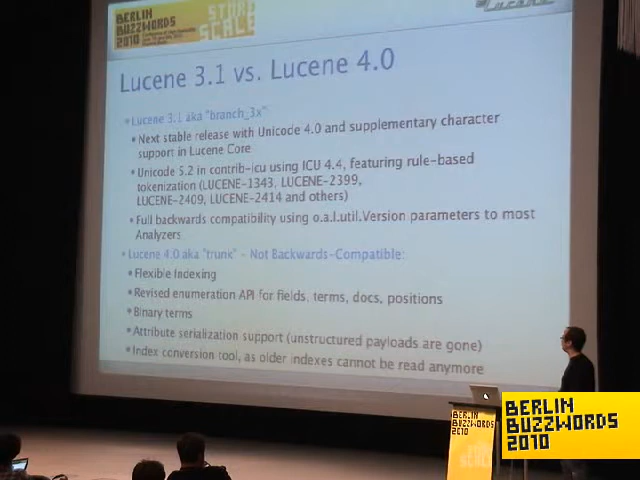 BERLIN
BUZZWORDS
2010
STORE
SCALE
Lucene
Lucene 3.1 vs. Lucene 4.0
Lucene 3.1 aka "branch_3x"
Next stable release with Unicode 4.0 and supplementary character
support in Lucene Core
Unicode 5.2 in contrib-icu using ICU 4.4, featuring rule-based
tokenization (LUCENE-1343, LUCENE-2399,
LUCENE-2409, LUCENE-2414 and others)
Full backwards compatibility using o.a.l.util.Version parameters to most
Analyzers
Lucene 4.0 aka "trunk" - Not Backwards-Compatible:
Flexible Indexing
Revised enumeration API for fields, terms, docs, positions
Binary terms
Attribute serialization support (unstructured payloads are gone)
Index conversion tool, as older indexes cannot be read anymore
BERLIN
BUZZWORDS
2010
BERLIN
BUZZWORDS
2010